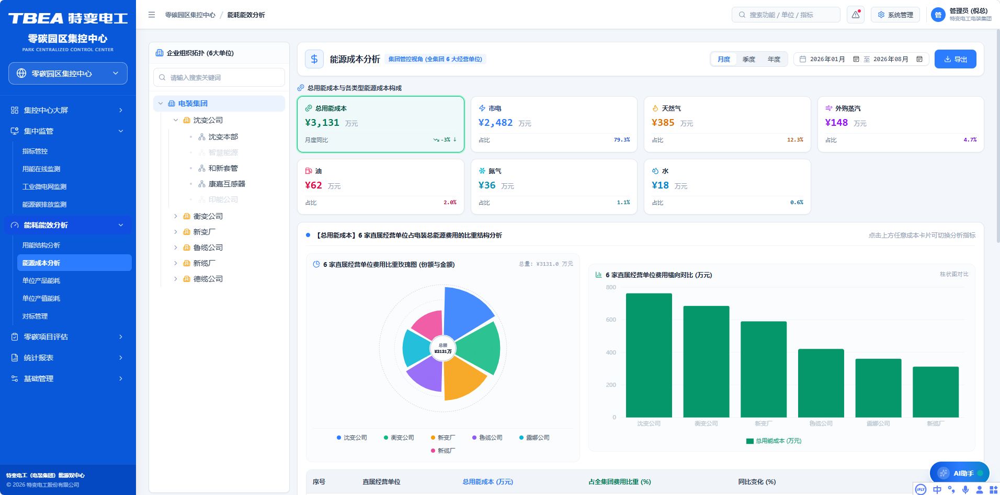 TBEA 特变电工
零碳园区集控中心
PARK CENTRALIZED CONTROL CENTER
零碳园区集控中心
集控中心大屏
集中监管
指标管控
用能在线监测
工业微电网监测
能源碳排放监测
能耗能效分析
用能结构分析
能源成本分析
单位产品能耗
单位产值能耗
对标管理
零碳项目评估
统计报表
基础管理
特变电工（电装集团）能源双中心
© 2026 特变电工股份有限公司
零碳园区集控中心 / 能耗能效分析
搜索功能 / 单位 / 指标
系统管理
管
管理员 (倪总)
特变电工电装集团
企业组织拓扑 (6大单位)
请输入搜索关键词
电装集团
沈变公司
沈变本部
智慧能源
和新套管
康嘉互感器
印能公司
衡变公司
新变厂
鲁缆公司
新缆厂
德缆公司
能源成本分析
集团管控视角 (全集团 6 大经营单位)
月度 季度 年度
2026年01月 至 2026年08月
导出
总用能成本与各类型能源成本构成
总用能成本
¥3,131 万元
月度同比 -3% ↓
市电
¥2,482 万元
占比 79.3%
天然气
¥385 万元
占比 12.3%
外购蒸汽
¥148 万元
占比 4.7%
油
¥62 万元
占比 2.0%
氮气
¥36 万元
占比 1.1%
水
¥18 万元
占比 0.6%
【总用能成本】6 家直属经营单位占电装总能源费用的比重结构分析
点击上方任意成本卡片可切换分析指标
6 家直属经营单位费用比重玫瑰图 (份额与金额)
总量: ¥3131.0 万元
总额
¥3131万
沈变公司 衡变公司 新变厂 鲁缆公司 露娜公司
新缆厂
6 家直属经营单位费用横向对比 (万元)
柱状图对比
800
600
400
200
0
沈变公司 衡变公司 新变厂 鲁缆公司 露娜公司 新缆厂
总用能成本 (万元)
序号 直属经营单位 总用能成本 (万元) 占全集团费用比重 (%) 同比变化 (%)
AI助手
iFLY 中